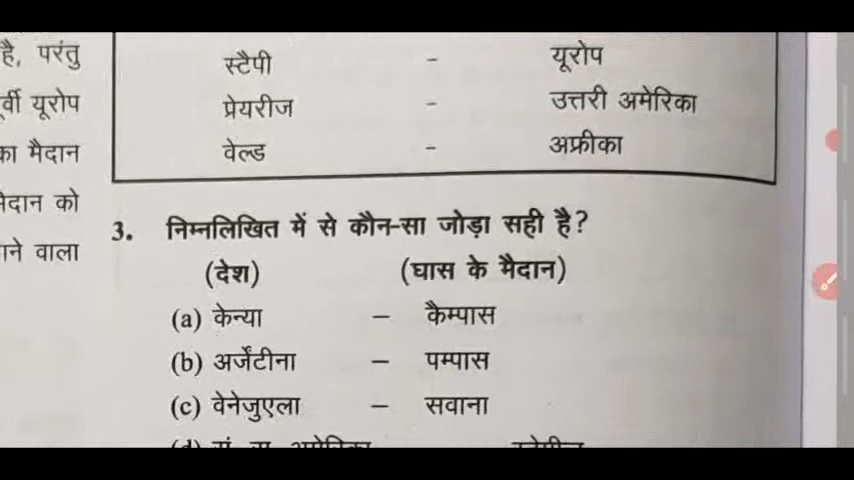 है, परंतु
यूरोप
का मैदान
को
वाला
स्टैपी - यूरोप
प्रेयरीज - उत्तरी अमेरिका
वेल्ड - अफ्रीका
3. निम्नलिखित में से कौन-सा जोड़ा सही है?
(देश) (घास के मैदान)
(a) केन्या – कैम्पास
(b) अर्जेंटीना – पम्पास
(c) वेनेजुएला – सवाना